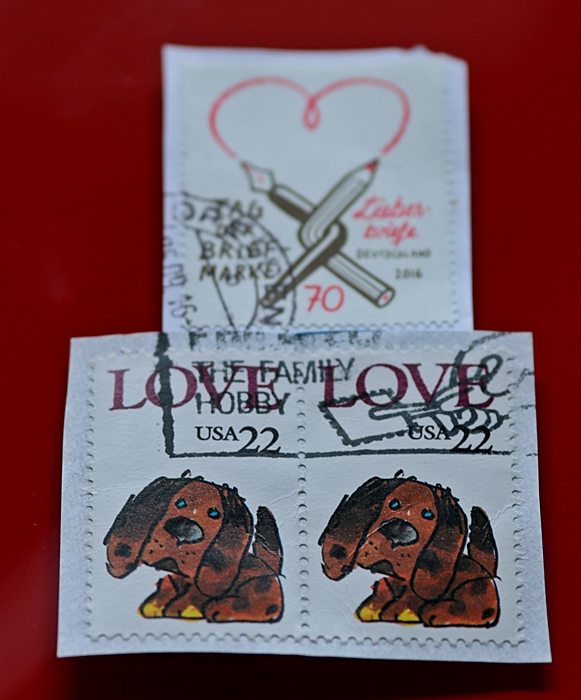 TAG
DER
BRIEF-
MARKE
Liebes-
briefe
DEUTSCHLAND
2016
70
THE FAMILY
HOBBY
LOVE
USA 22
LOVE
USA 22